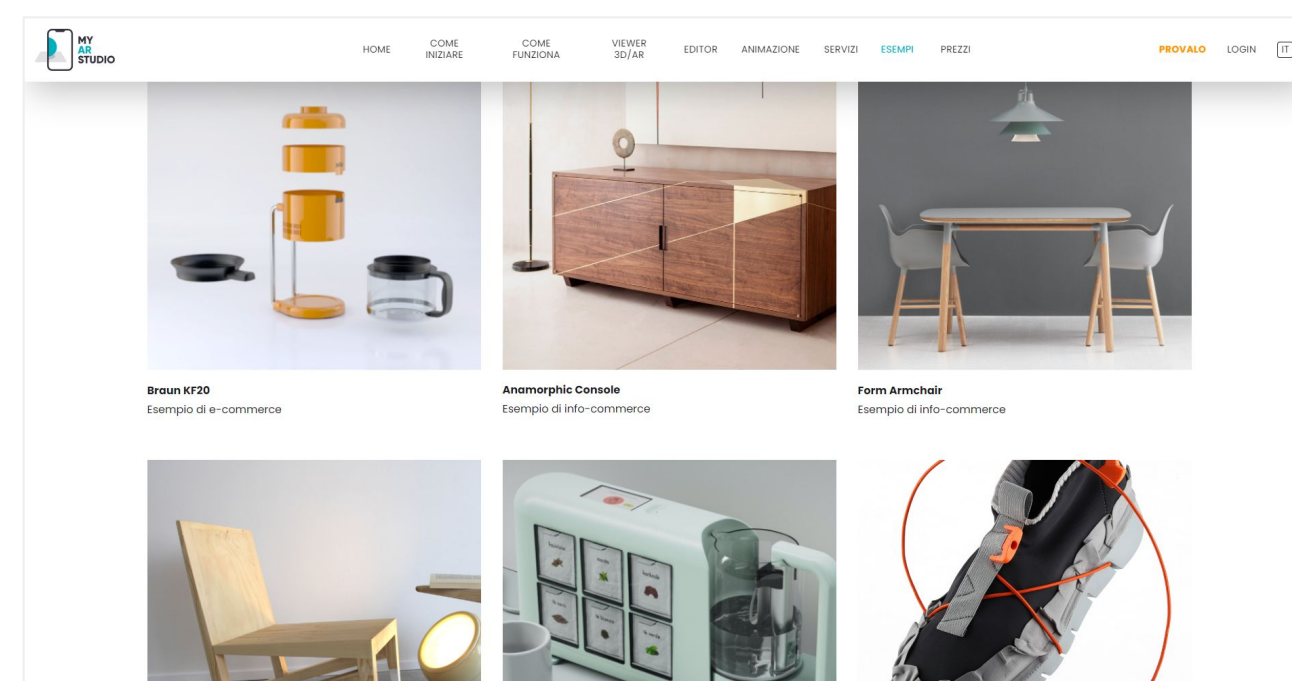 MY
AR
STUDIO
HOME
COME
INIZIARE
COME
FUNZIONA
VIEWER
3D/AR
EDITOR
ANIMAZIONE
SERVIZI
ESEMPI
PREZZI
PROVALO
LOGIN
IT
Braun KF20
Esempio di e-commerce
Anamorphic Console
Esempio di info-commerce
Form Armchair
Esempio di info-commerce